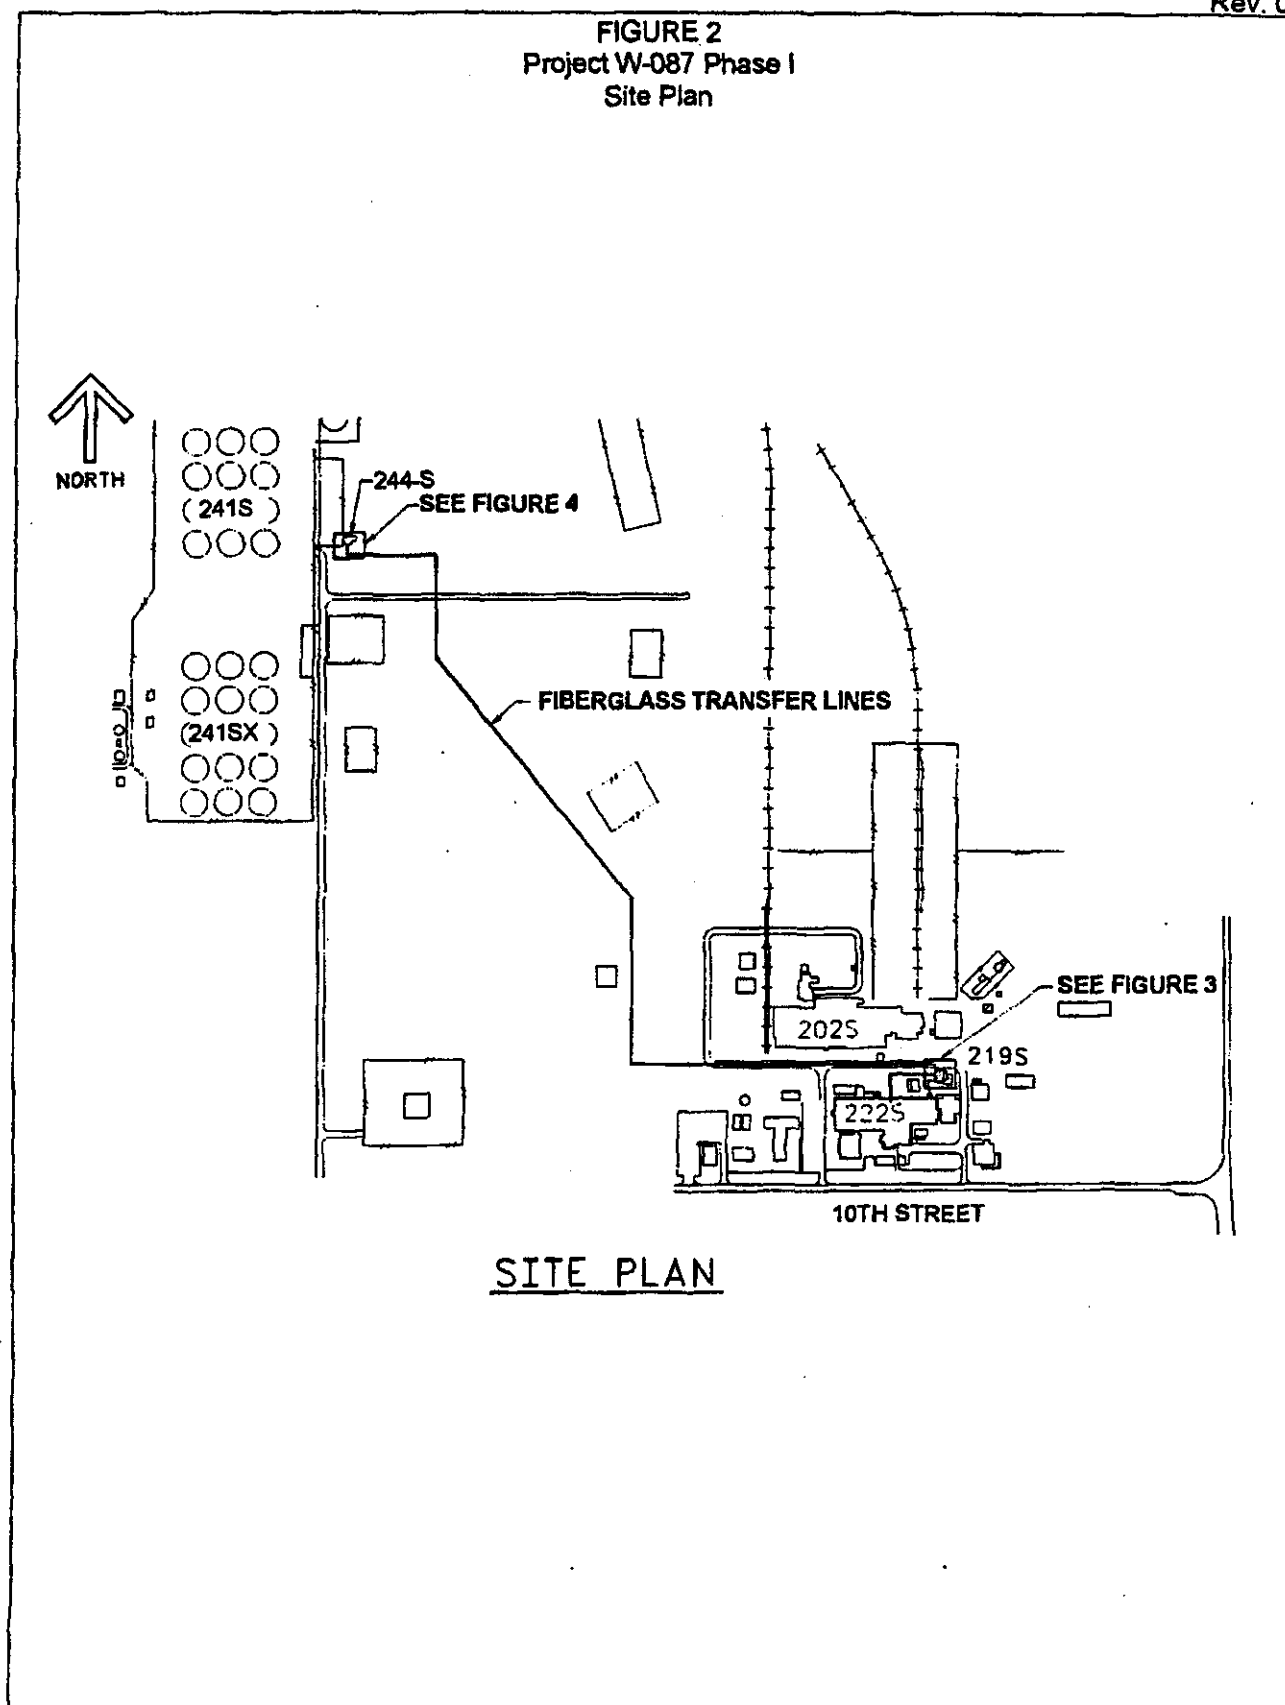 Rev. 0
FIGURE 2
Project W-087 Phase I
Site Plan
NORTH
244-S
SEE FIGURE 4
241S
FIBERGLASS TRANSFER LINES
241SX
SEE FIGURE 3
202S
219S
222S
10TH STREET
SITE PLAN